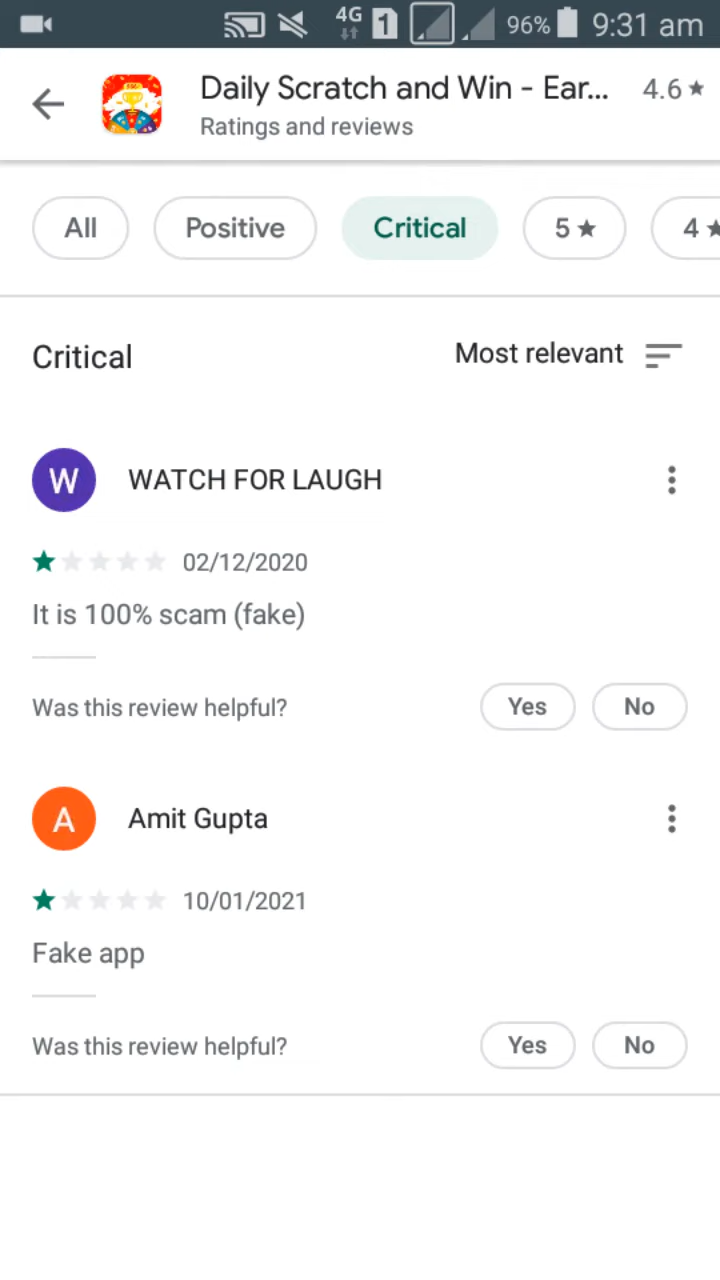 4G 1 96% 9:31 am
Daily Scratch and Win - Ear... 4.6 ★
Ratings and reviews
All Positive Critical 5 ★ 4 ★
Critical Most relevant
W WATCH FOR LAUGH
02/12/2020
It is 100% scam (fake)
Was this review helpful? Yes No
A Amit Gupta
10/01/2021
Fake app
Was this review helpful? Yes No